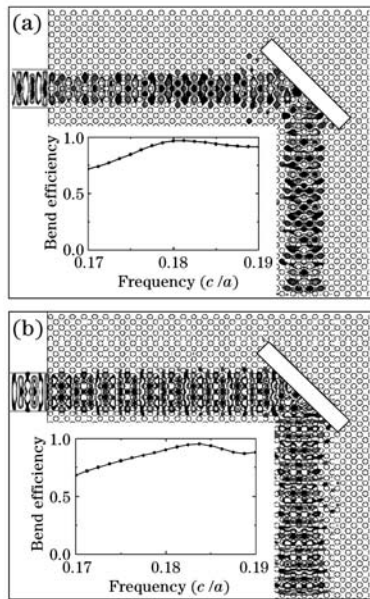 (a)
Bend efficiency
1.0
0.5
0.0
0.17 0.18 0.19
Frequency (c/a)
(b)
Bend efficiency
1.0
0.5
0.0
0.17 0.18 0.19
Frequency (c/a)